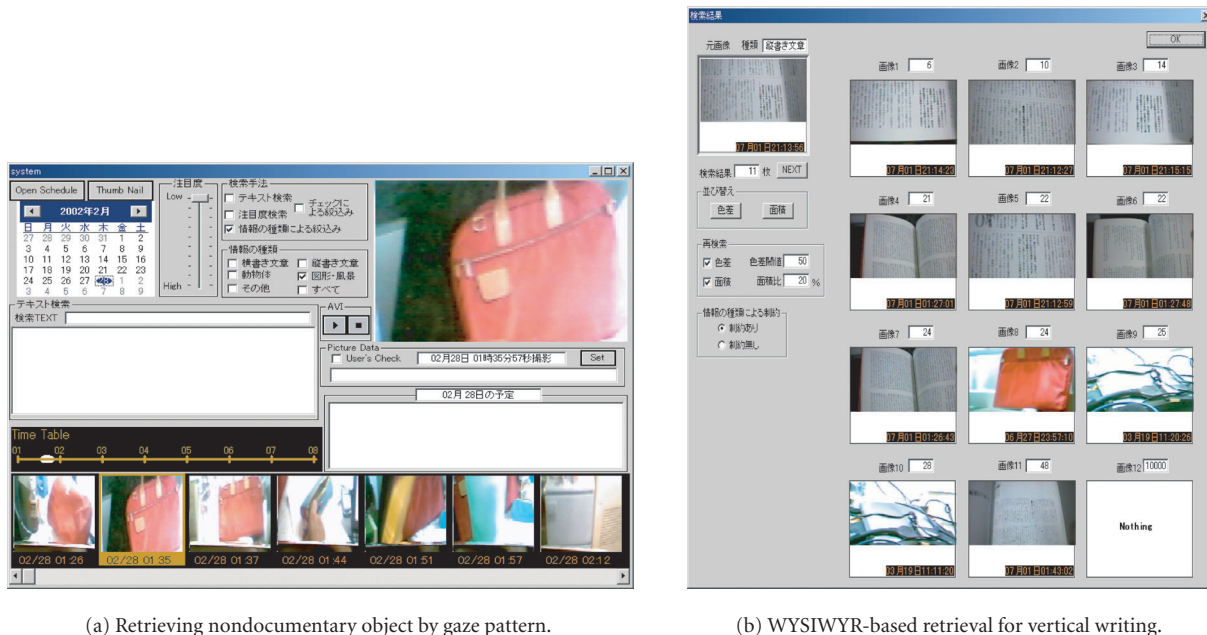 system
Open Schedule
Thumb Nail
2002年2月
日 月 火 水 木 金 土
27 28 29 30 31 1 2
3 4 5 6 7 8 9
10 11 12 13 14 15 16
17 18 19 20 21 22 23
24 25 26 27 28 1 2
3 4 5 6 7 8 9
注目度
Low
High
検索手法
テキスト検索
注目度検索
チェックに
よる絞込み
情報の種類による絞込み
情報の種類
横書き文章 縦書き文章
動物体 図形・風景
その他 すべて
テキスト検索
検索TEXT
AVI
Picture Data
User's Check
02月28日 01時35分57秒撮影
Set
02月28日の予定
Time Table
01 02 03 04 05 06 07 08
02/28 01:26
02/28 01:35
02/28 01:37
02/28 01:44
02/28 01:51
02/28 01:57
02/28 02:12
(a) Retrieving nondocumentary object by gaze pattern.
検索結果
OK
元画像 種類 縦書き文章
07月01日21:13:56
検索結果 11 枚 NEXT
並び替え
色差 面積
再検索
色差 色差閾値 50
面積 面積比 20 %
情報の種類による制約
制約あり
制約無し
画像1 6
画像2 10
画像3 14
07月01日21:14:23
07月01日21:12:27
07月01日21:15:15
画像4 21
画像5 22
画像6 22
07月01日01:27:01
07月01日21:12:59
07月01日01:27:48
画像7 24
画像8 24
画像9 25
07月01日01:26:43
06月27日23:57:10
03月19日11:20:26
画像10 28
画像11 48
画像12 10000
Nothing
03月19日11:11:20
07月01日01:43:02
(b) WYSIWYR-based retrieval for vertical writing.